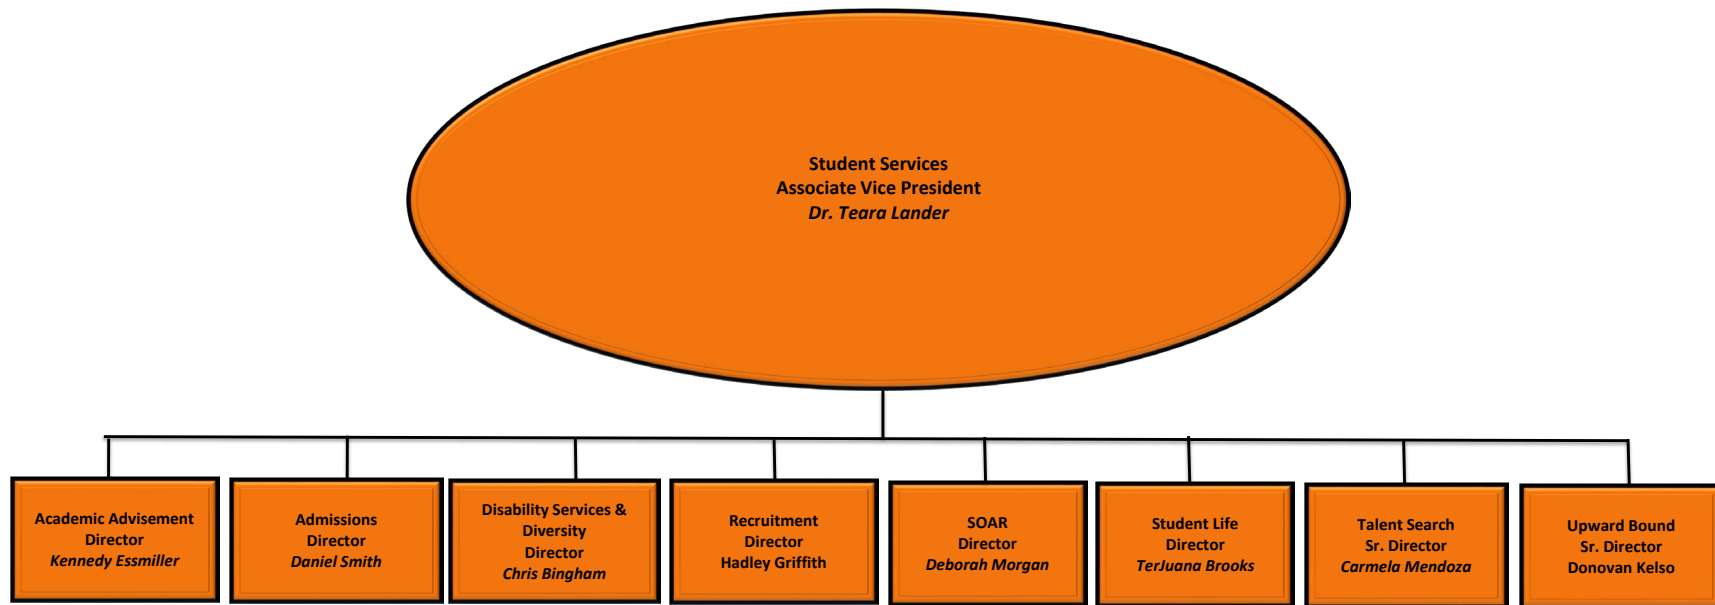 Student Services
Associate Vice President
Dr. Teara Lander
Academic Advisement
Director
Kennedy Essmiller
Admissions
Director
Daniel Smith
Disability Services &
Diversity
Director
Chris Bingham
Recruitment
Director
Hadley Griffith
SOAR
Director
Deborah Morgan
Student Life
Director
TerJuana Brooks
Talent Search
Sr. Director
Carmela Mendoza
Upward Bound
Sr. Director
Donovan Kelso